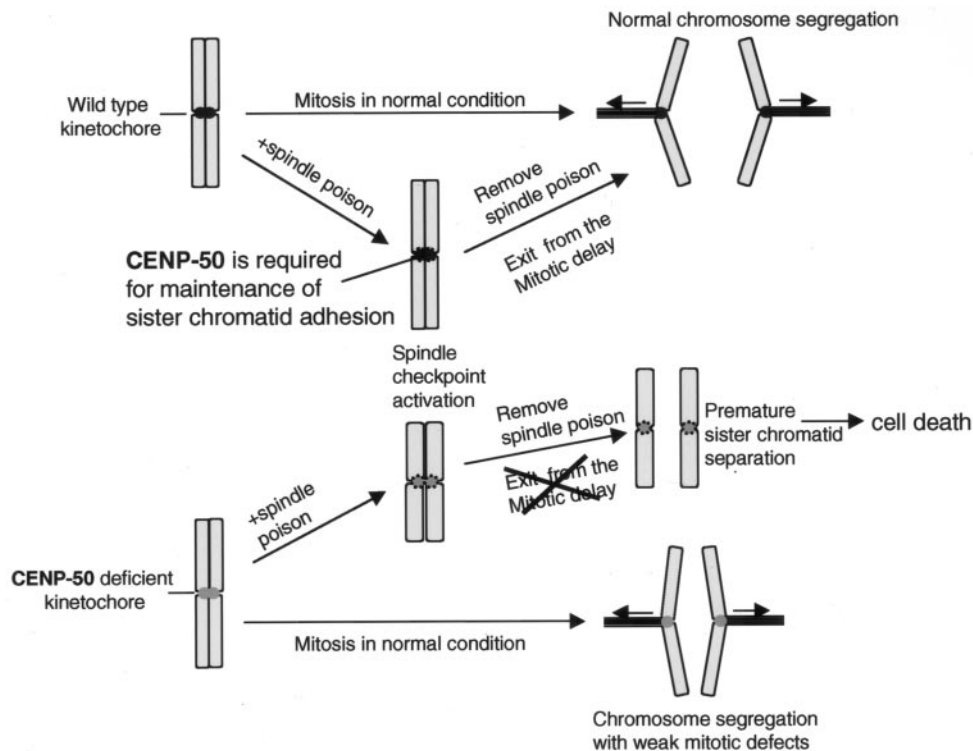 Normal chromosome segregation
Wild type
kinetochore
Mitosis in normal condition
+spindle poison
Remove
spindle poison
Exit from the
Mitotic delay
CENP-50 is required
for maintenance of
sister chromatid adhesion
Spindle
checkpoint
activation
Remove
spindle poison
Exit from the
Mitotic delay
Premature
sister chromatid
separation
cell death
+spindle
poison
CENP-50 deficient
kinetochore
Mitosis in normal condition
Chromosome segregation
with weak mitotic defects